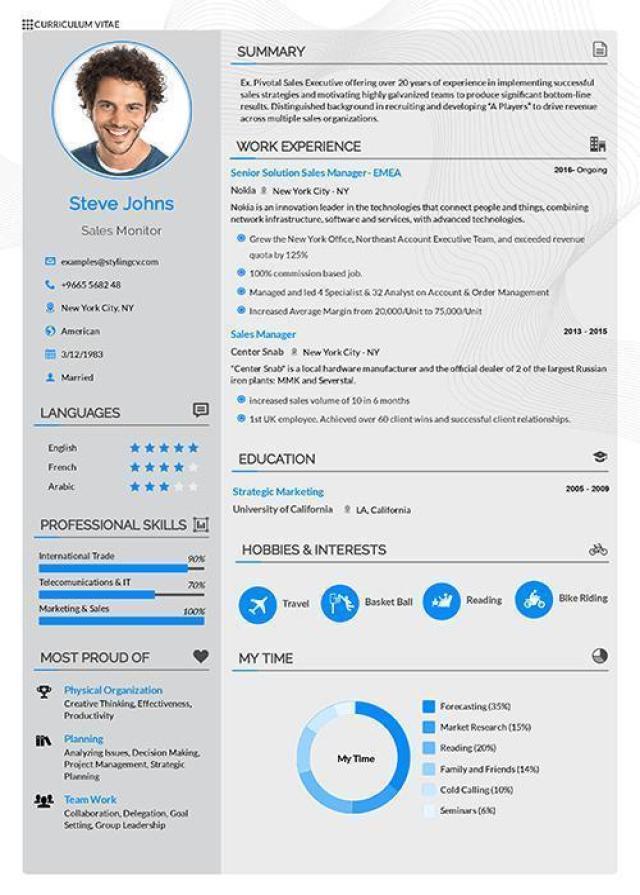 CURRICULUM VITAE
Steve Johns
Sales Monitor
examples@stylingcv.com
+9665 5682 48
New York City, NY
American
3/12/1983
Married
LANGUAGES
English
French
Arabic
PROFESSIONAL SKILLS
International Trade 90%
Telecomunications & IT 70%
Marketing & Sales 100%
MOST PROUD OF
Physical Organization
Creative Thinking, Effectiveness,
Productivity
Planning
Analyzing Issues, Decision Making,
Project Management, Strategic
Planning
Team Work
Collaboration, Delegation, Goal
Setting, Group Leadership
SUMMARY
Ex. Pivotal Sales Executive offering over 20 years of experience in implementing successful
sales strategies and motivating highly galvanized teams to produce significant bottom-line
results. Distinguished background in recruiting and developing "A Players" to drive revenue
across multiple sales organizations.
WORK EXPERIENCE
Senior Solution Sales Manager - EMEA 2016- Ongoing
Nokia New York City - NY
Nokia is an innovation leader in the technologies that connect people and things, combining
network infrastructure, software and services, with advanced technologies.
Grew the New York Office, Northeast Account Executive Team, and exceeded revenue
quota by 125%
100% commission based job.
Managed and led 4 Specialist & 32 Analyst on Account & Order Management
Increased Average Margin from 20,000/Unit to 75,000/Unit
Sales Manager 2013 - 2015
Center Snab New York City - NY
"Center Snab" is a local hardware manufacturer and the official dealer of 2 of the largest Russian
iron plants: MMK and Severstal.
increased sales volume of 10 in 6 months
1st UK employee. Achieved over 60 client wins and successful client relationships.
EDUCATION
Strategic Marketing 2005 - 2009
University of California LA, California
HOBBIES & INTERESTS
Travel Basket Ball Reading Bike Riding
MY TIME
My Time
Forecasting (35%)
Market Research (15%)
Reading (20%)
Family and Friends (14%)
Cold Calling (10%)
Seminars (6%)